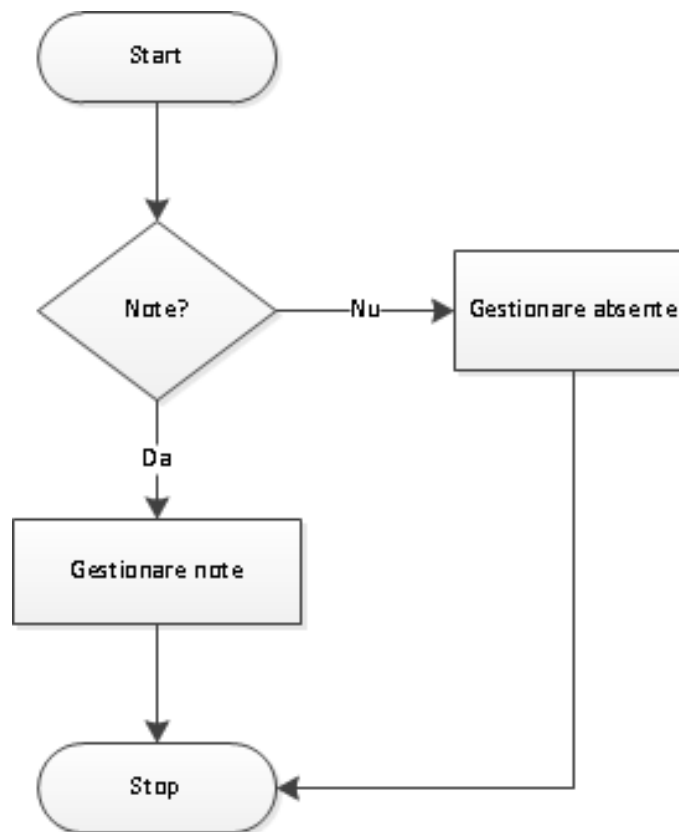 Start
Note?
Nu
Gestionare absente
Da
Gestionare note
Stop